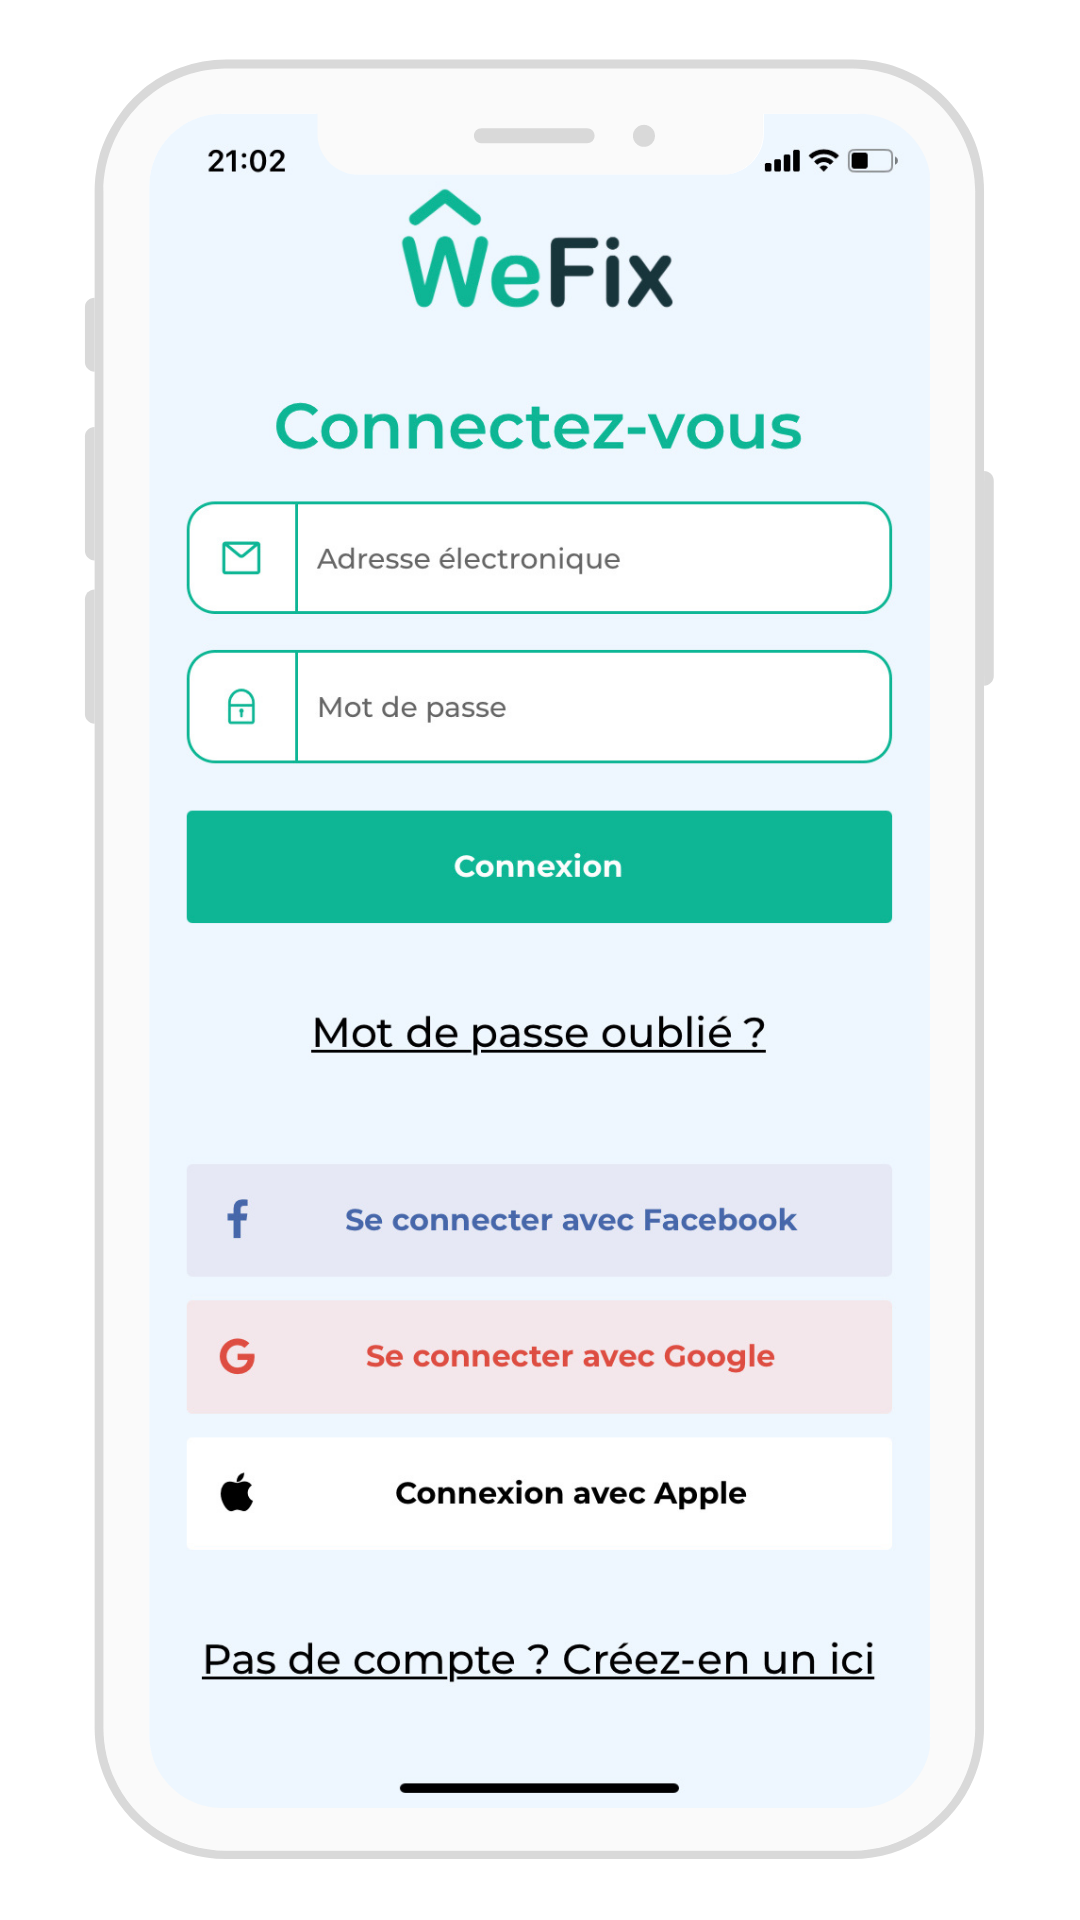 21:02
WeFix
Connectez-vous
Adresse électronique
Mot de passe
Connexion
Mot de passe oublié ?
Se connecter avec Facebook
Se connecter avec Google
Connexion avec Apple
Pas de compte ? Créez-en un ici